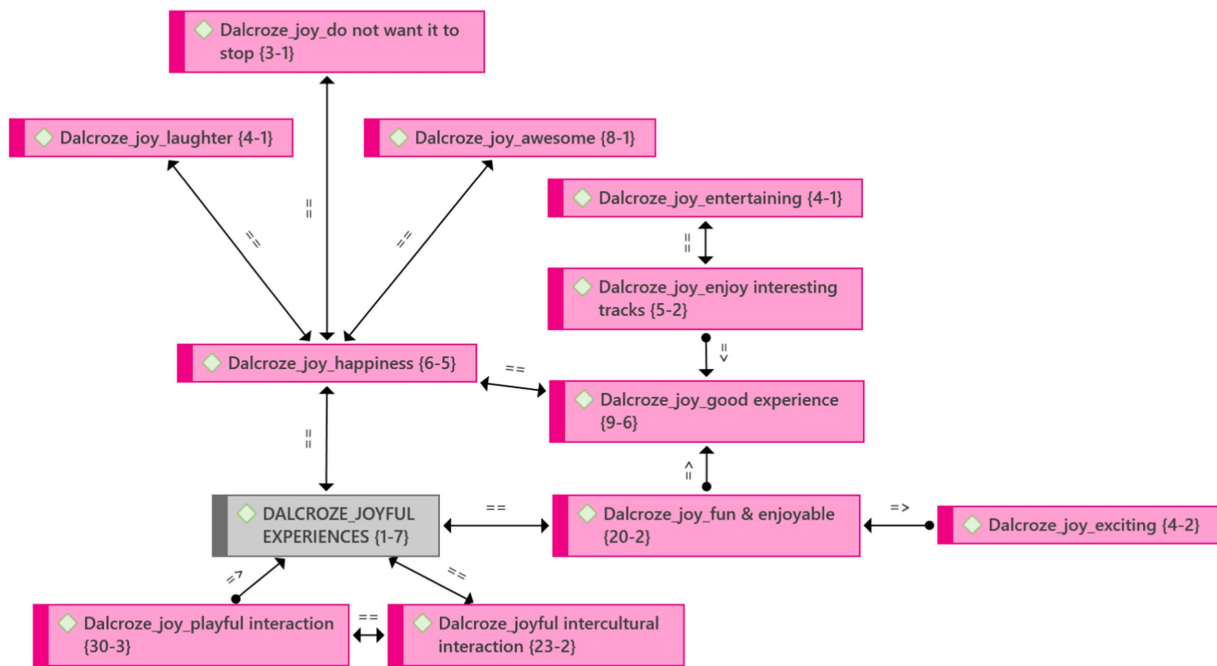 Dalcroze_joy_do not want it to
stop {3-1}
Dalcroze_joy_laughter {4-1}
Dalcroze_joy_awesome {8-1}
==
==
==
Dalcroze_joy_entertaining {4-1}
==
Dalcroze_joy_enjoy interesting
tracks {5-2}
=>
Dalcroze_joy_happiness {6-5}
==
Dalcroze_joy_good experience
{9-6}
==
=>
DALCROZE_JOYFUL
EXPERIENCES {1-7}
==
Dalcroze_joy_fun & enjoyable
{20-2}
=>
Dalcroze_joy_exciting {4-2}
=>
==
Dalcroze_joy_playful interaction
{30-3}
==
Dalcroze_joyful intercultural
interaction {23-2}